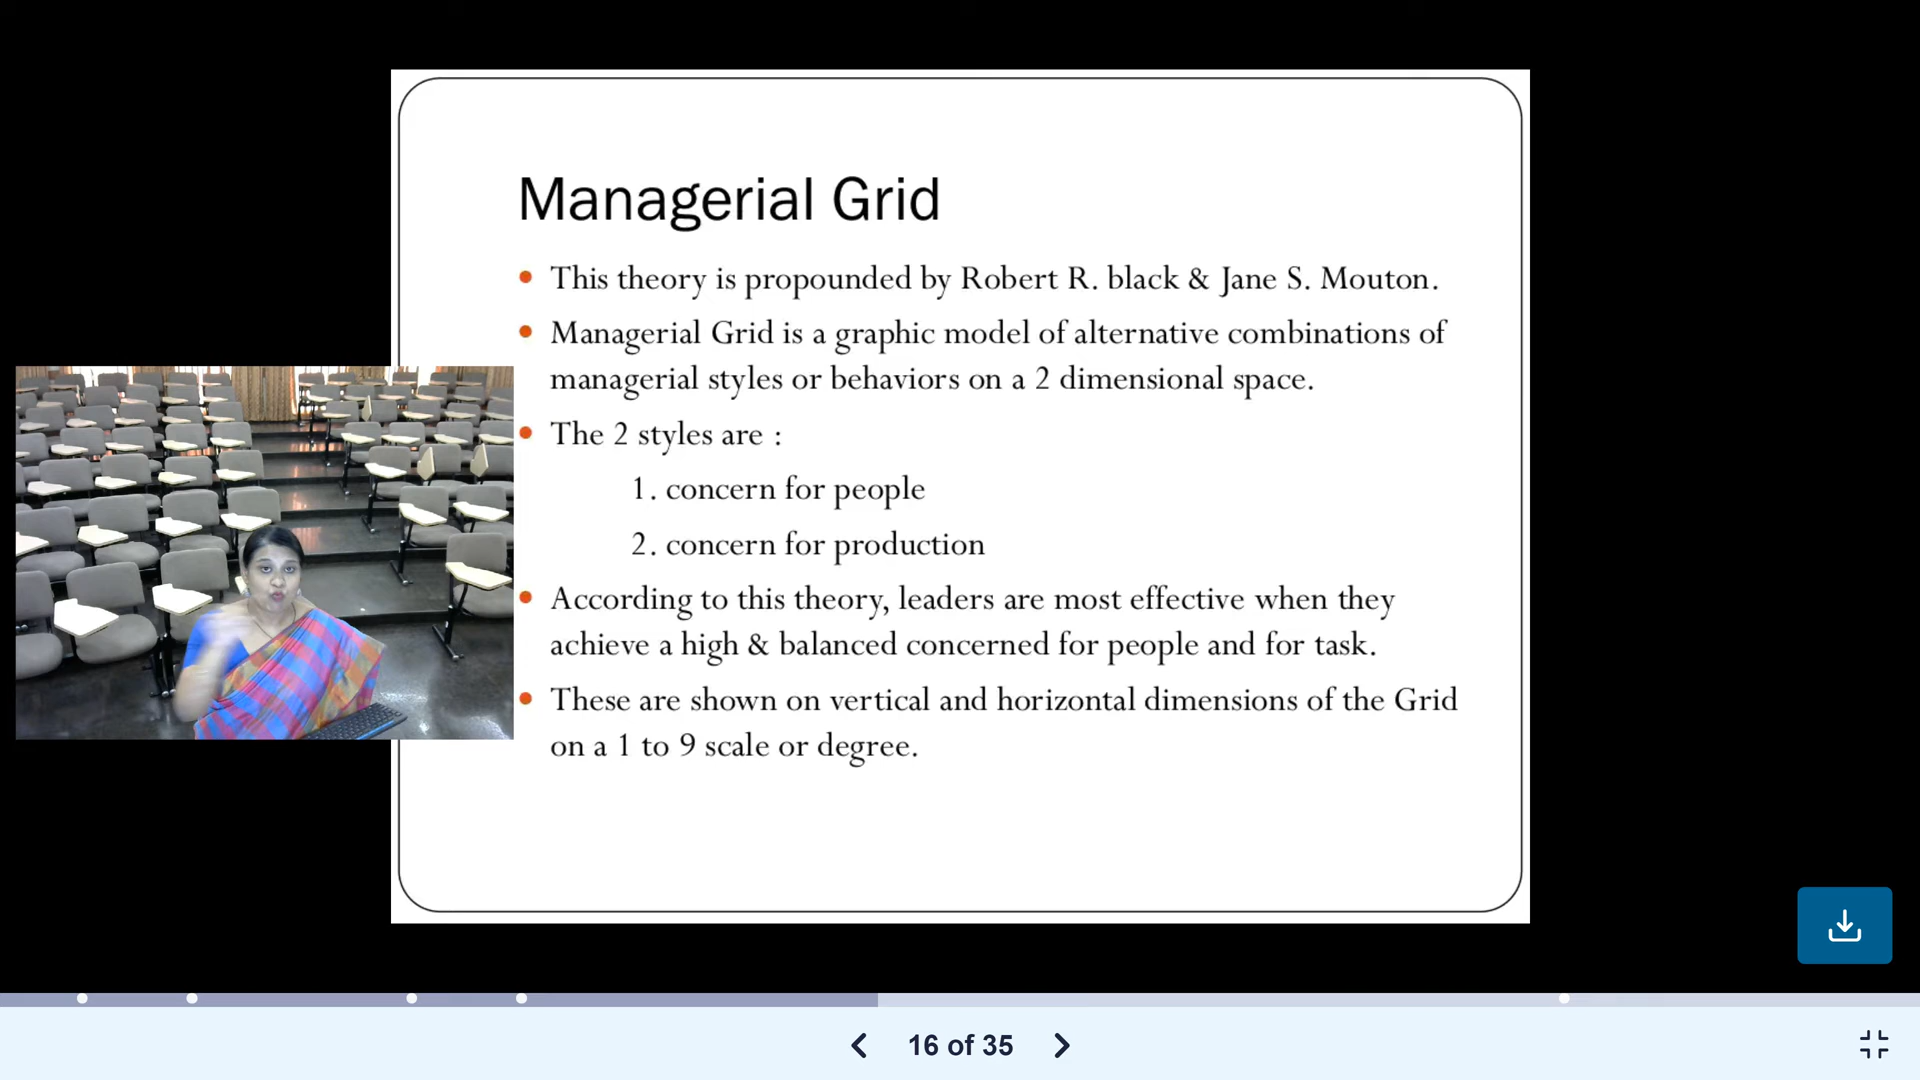 Managerial Grid
• This theory is propounded by Robert R. black & Jane S. Mouton.
• Managerial Grid is a graphic model of alternative combinations of
managerial styles or behaviors on a 2 dimensional space.
• The 2 styles are :
1. concern for people
2. concern for production
• According to this theory, leaders are most effective when they
achieve a high & balanced concerned for people and for task.
• These are shown on vertical and horizontal dimensions of the Grid
on a 1 to 9 scale or degree.
16 of 35